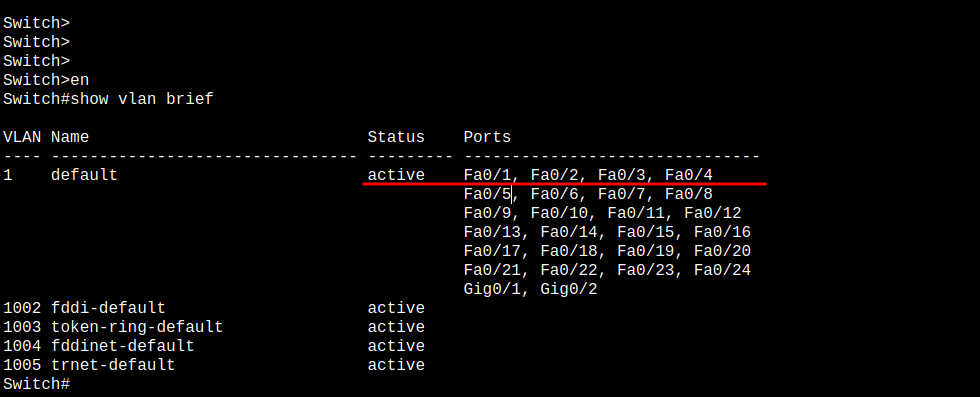 Switch>
Switch>
Switch>
Switch>en
Switch#show vlan brief
VLAN Name                             Status    Ports
---- -------------------------------- --------- -------------------------------
1    default                          active    Fa0/1, Fa0/2, Fa0/3, Fa0/4
                                                Fa0/5, Fa0/6, Fa0/7, Fa0/8
                                                Fa0/9, Fa0/10, Fa0/11, Fa0/12
                                                Fa0/13, Fa0/14, Fa0/15, Fa0/16
                                                Fa0/17, Fa0/18, Fa0/19, Fa0/20
                                                Fa0/21, Fa0/22, Fa0/23, Fa0/24
                                                Gig0/1, Gig0/2
1002 fddi-default                     active
1003 token-ring-default               active
1004 fddinet-default                  active
1005 trnet-default                    active
Switch#